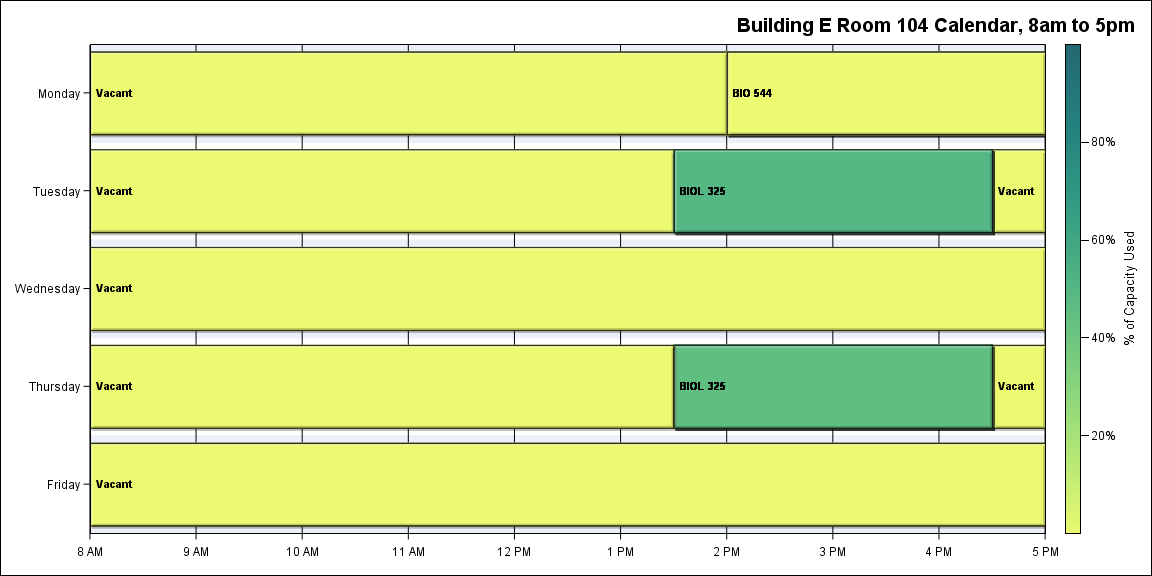 Building E Room 104 Calendar, 8am to 5pm
Monday
Vacant
BIO 544
80%
Tuesday
Vacant
BIOL 325
Vacant
60%
% of Capacity Used
Wednesday
Vacant
40%
Thursday
Vacant
BIOL 325
Vacant
20%
Friday
Vacant
8 AM
9 AM
10 AM
11 AM
12 PM
1 PM
2 PM
3 PM
4 PM
5 PM